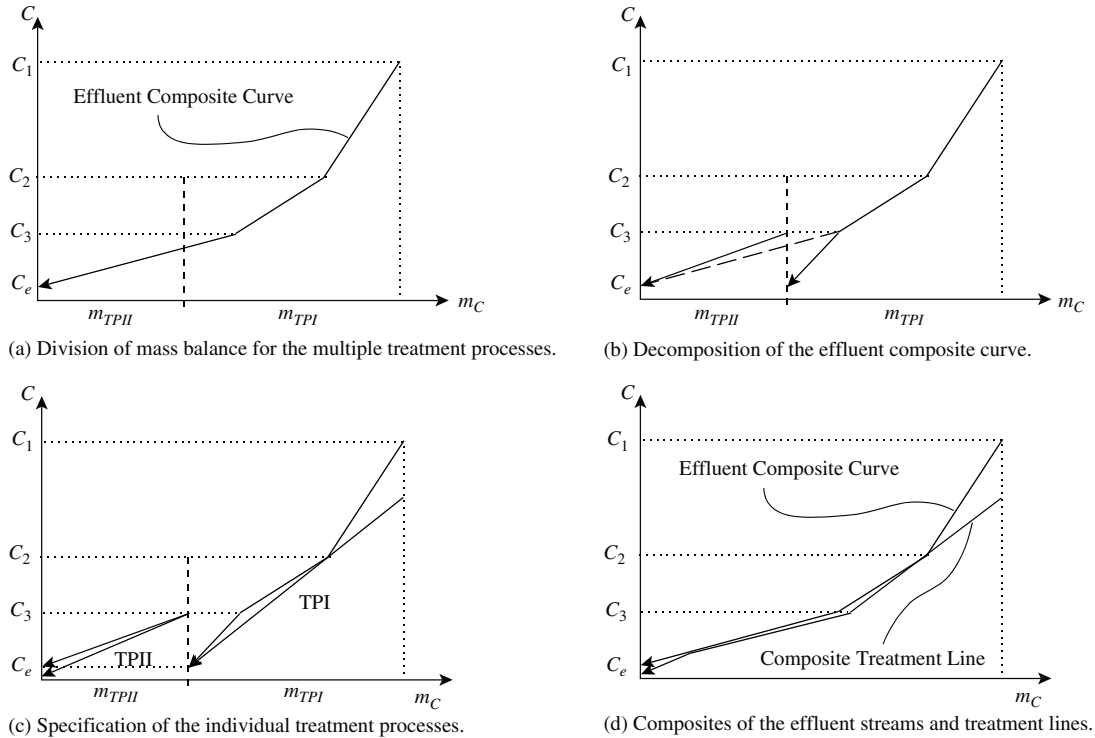 C
C1
Effluent Composite Curve
C2
C3
Ce
mC
mTPII
mTPI
(a) Division of mass balance for the multiple treatment processes.
C
C1
C2
C3
Ce
mC
mTPII
mTPI
(b) Decomposition of the effluent composite curve.
C
C1
C2
TPI
C3
TPII
Ce
mTPII
mTPI
mC
(c) Specification of the individual treatment processes.
C
C1
Effluent Composite Curve
C2
C3
Composite Treatment Line
Ce
mC
(d) Composites of the effluent streams and treatment lines.